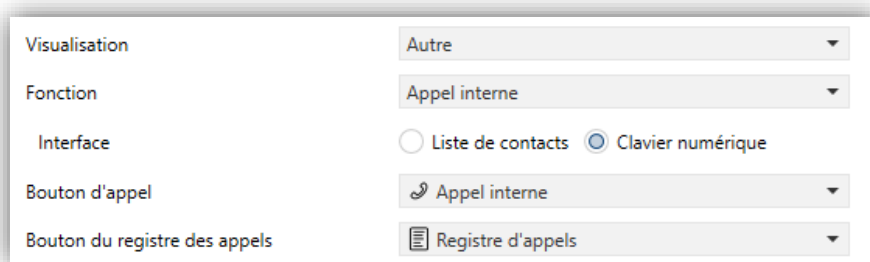 Visualisation Autre
Fonction Appel interne
Interface Liste de contacts Clavier numérique
Bouton d'appel Appel interne
Bouton du registre des appels Registre d'appels